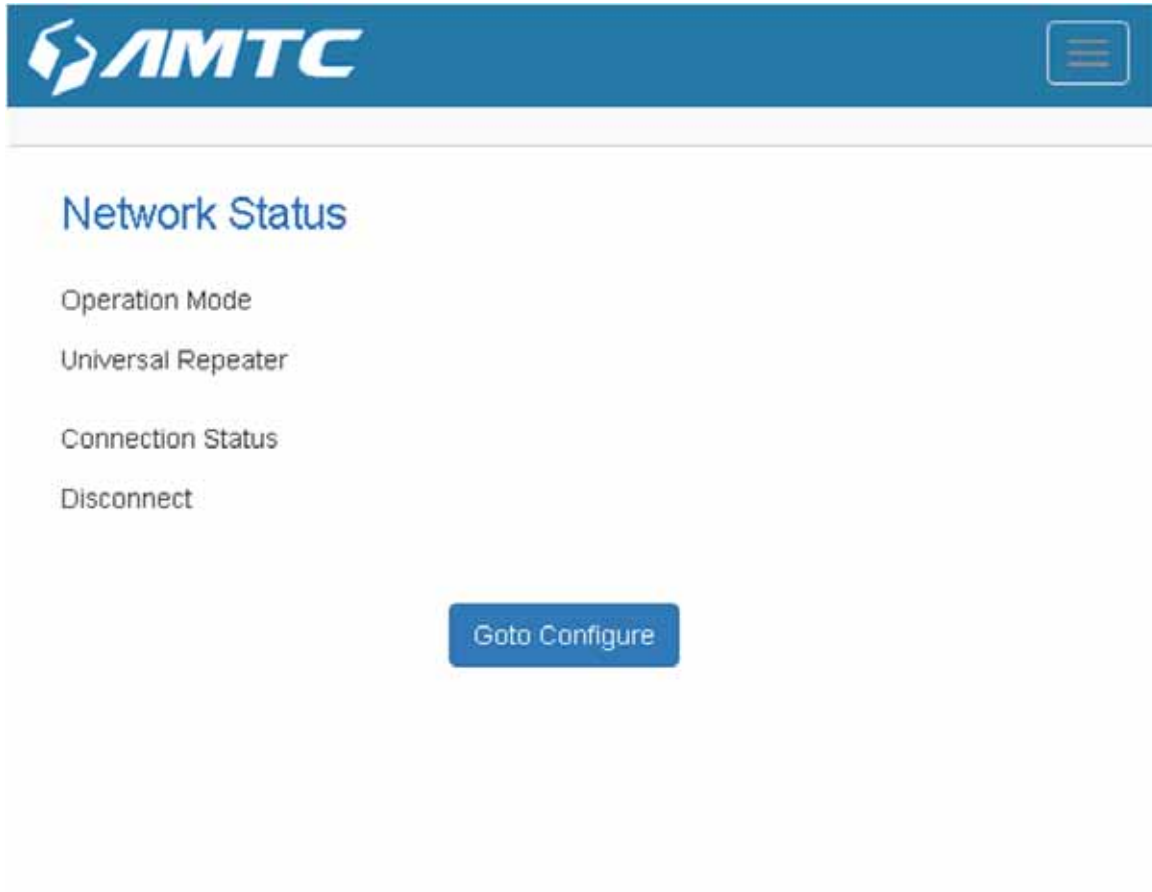 AMTC
Network Status
Operation Mode
Universal Repeater
Connection Status
Disconnect
Goto Configure